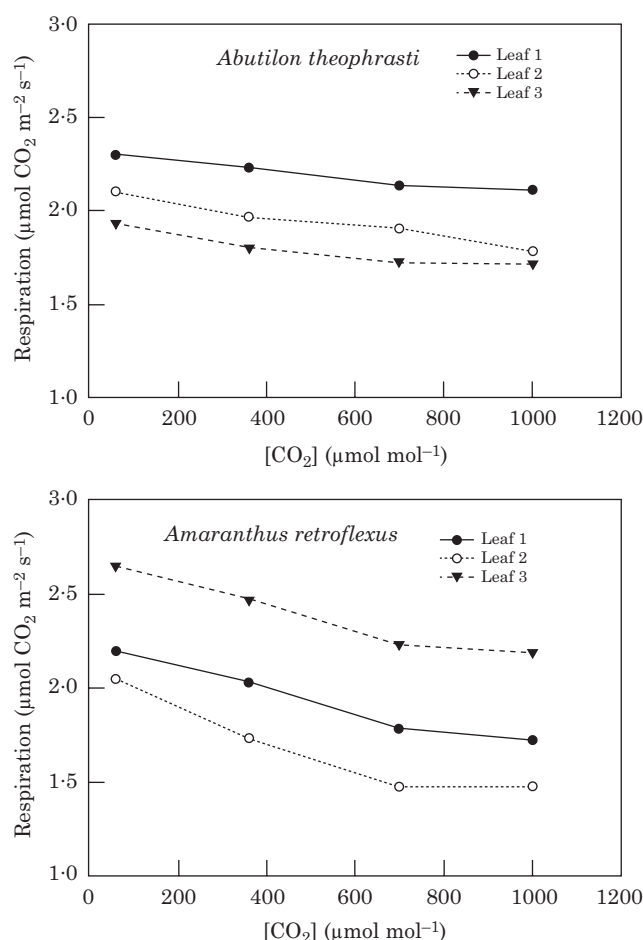 3·0
Abutilon theophrasti
Leaf 1
Leaf 2
Leaf 3
2·5
2·0
1·5
1·0
Respiration (µmol CO₂ m⁻² s⁻¹)
0 200 400 600 800 1000 1200
[CO₂] (µmol mol⁻¹)
3·0
Amaranthus retroflexus
Leaf 1
Leaf 2
Leaf 3
2·5
2·0
1·5
1·0
Respiration (µmol CO₂ m⁻² s⁻¹)
0 200 400 600 800 1000 1200
[CO₂] (µmol mol⁻¹)